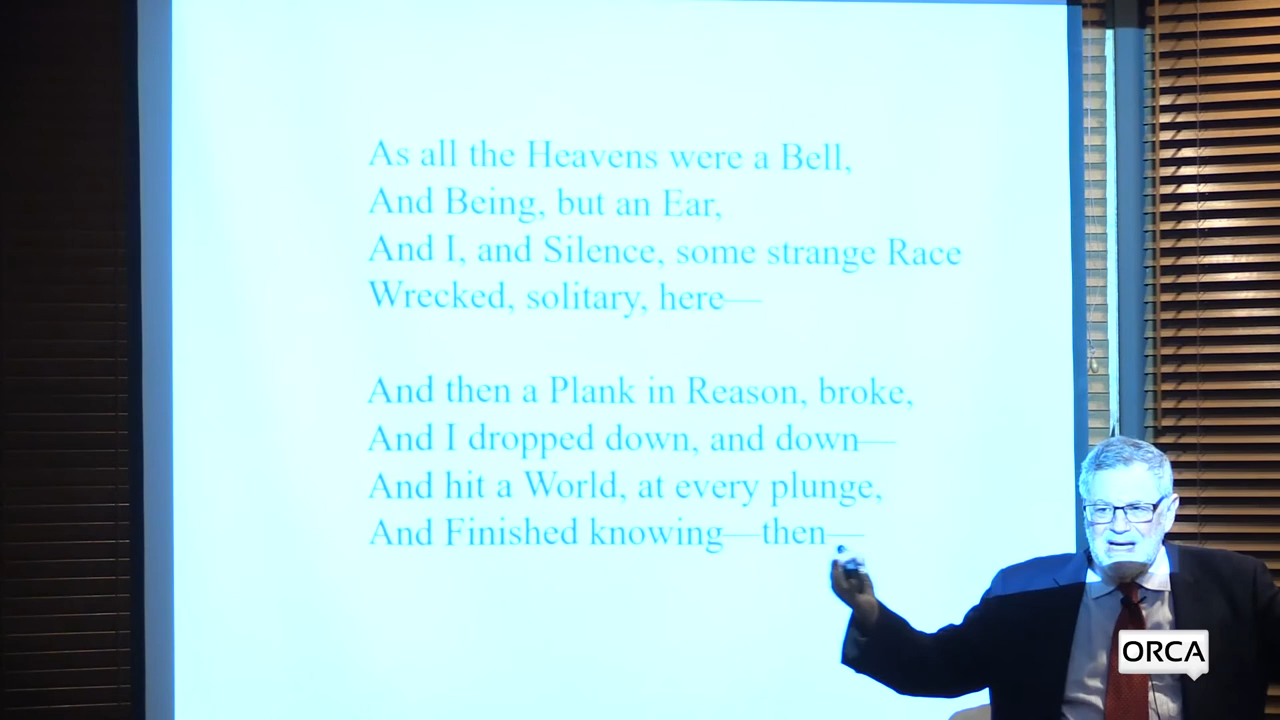 As all the Heavens were a Bell,
And Being, but an Ear,
And I, and Silence, some strange Race
Wrecked, solitary, here—
And then a Plank in Reason, broke,
And I dropped down, and down—
And hit a World, at every plunge,
And Finished knowing—then—
ORCA